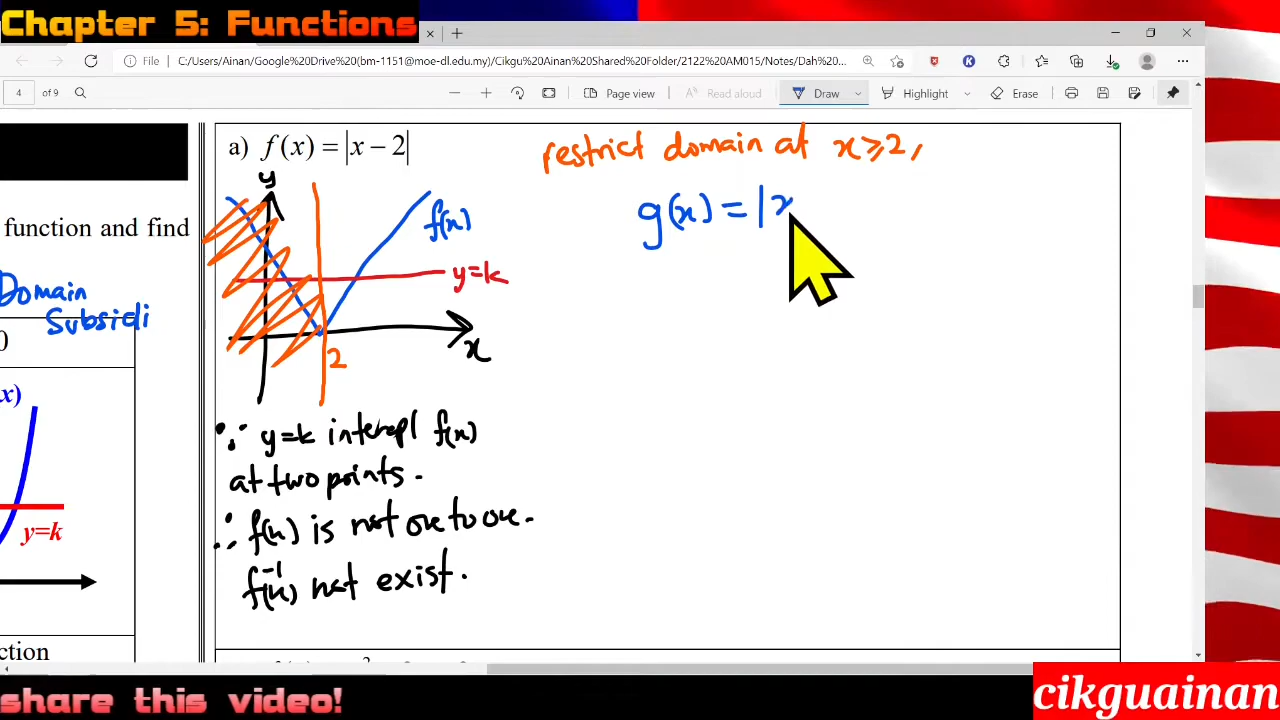 Chapter 5: Functions
File
C:/Users/Ainan/Google%20Drive%20(bm-1151@moe-dl.edu.my)/Cikgu%20Ainan%20Shared%20Folder/2122%20AM015/Notes/Dah%20...
4 of 9
Page view
Read aloud
Draw
Highlight
Erase
function and find
Domain
Subsidi
0
x)
y=k
ction
a) f(x) = |x − 2|
restrict domain at x ⩾ 2,
g(x) = |x
y
f(x)
y=k
x
2
∵ y=k f(x)
at two points.
∴ f(x) is not one to one.
f⁻¹(x) not exist.
share this video!
cikguainan